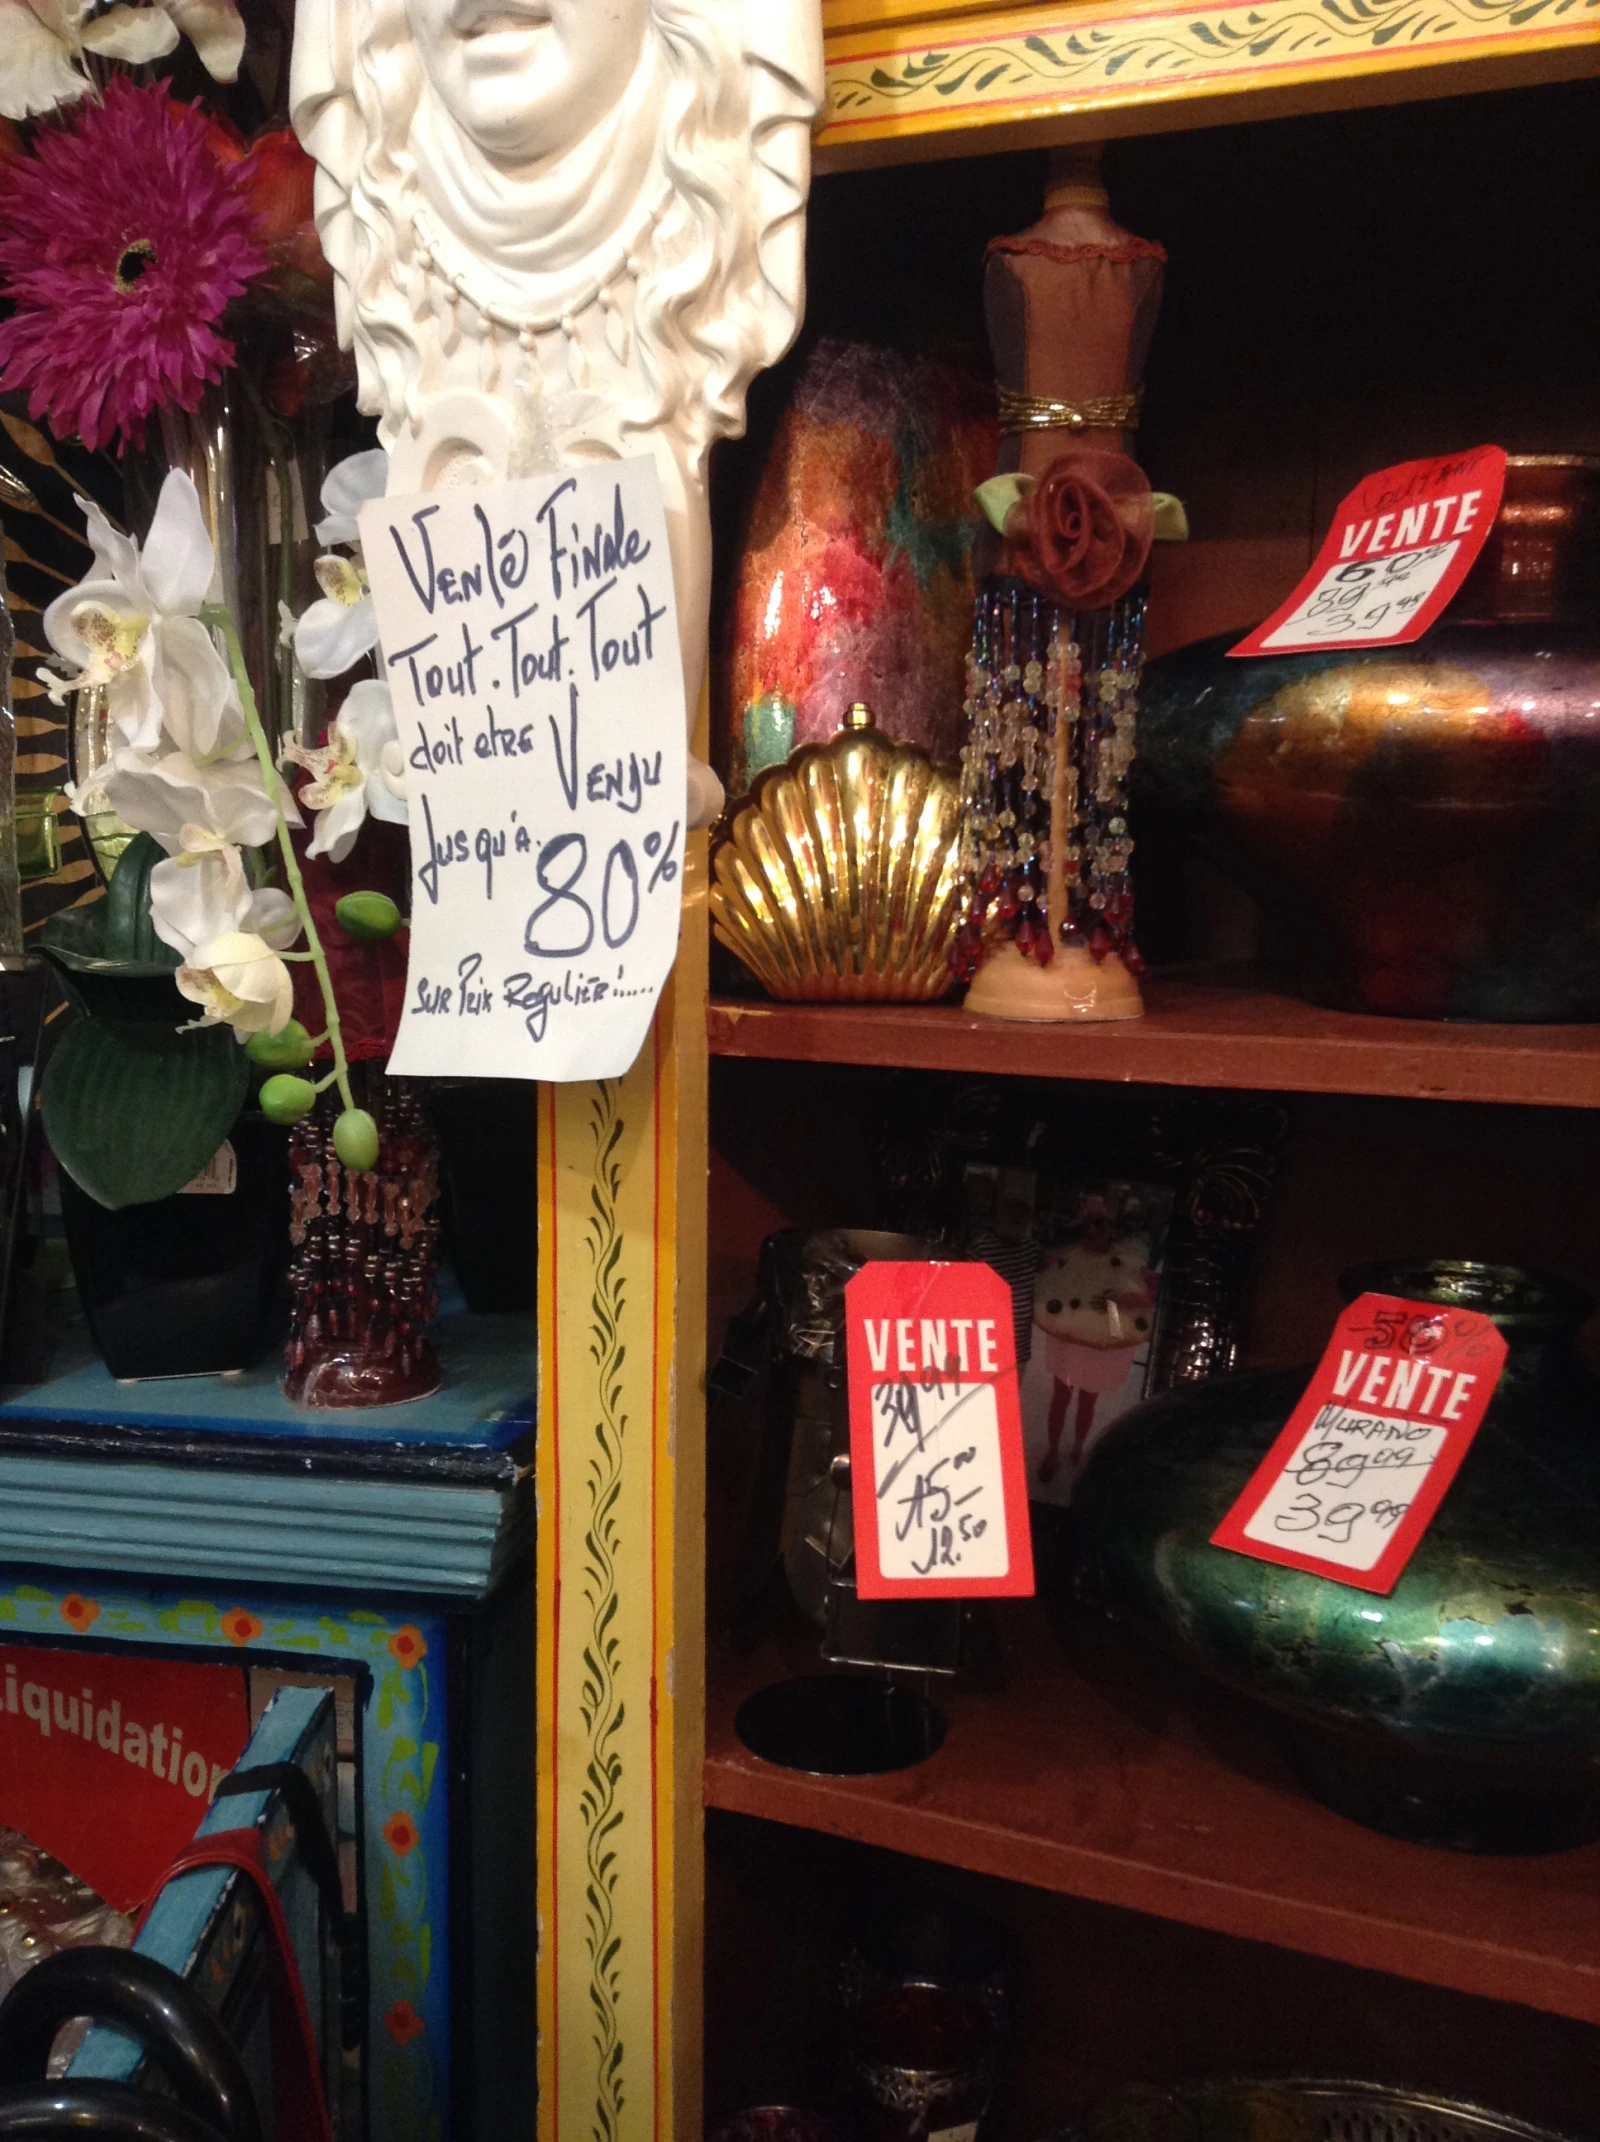 Vente Finale
Tout. Tout. Tout
doit etre Vendu
Jusqu'a.
80%
sur Prix Regulier!.....
VENTE
60%
89.99
39.99
VENTE
39.99
15.00
12.50
50%
VENTE
MURANO
89.99
39.99
Liquidation